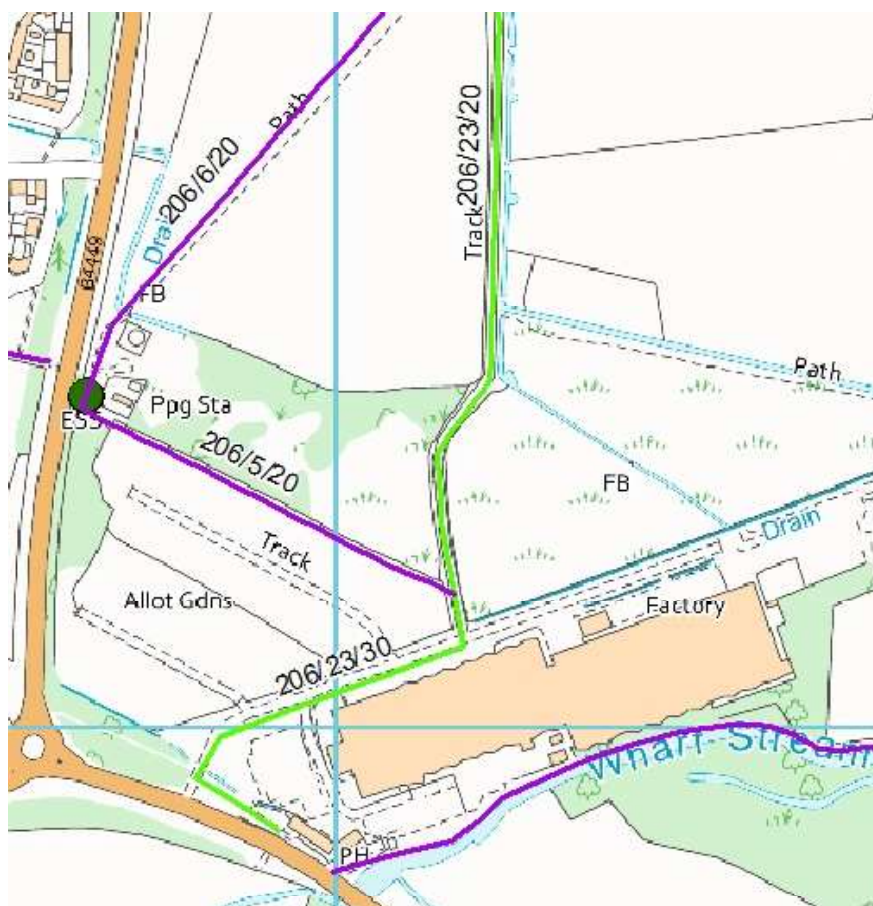 Path
206/6/20
Drain
206/23/20
Track
B4449
FB
Path
Ppg Sta
ESS
206/5/20
FB
Track
Drain
Allot Gdns
Factory
206/23/30
Wharf Stream
PH